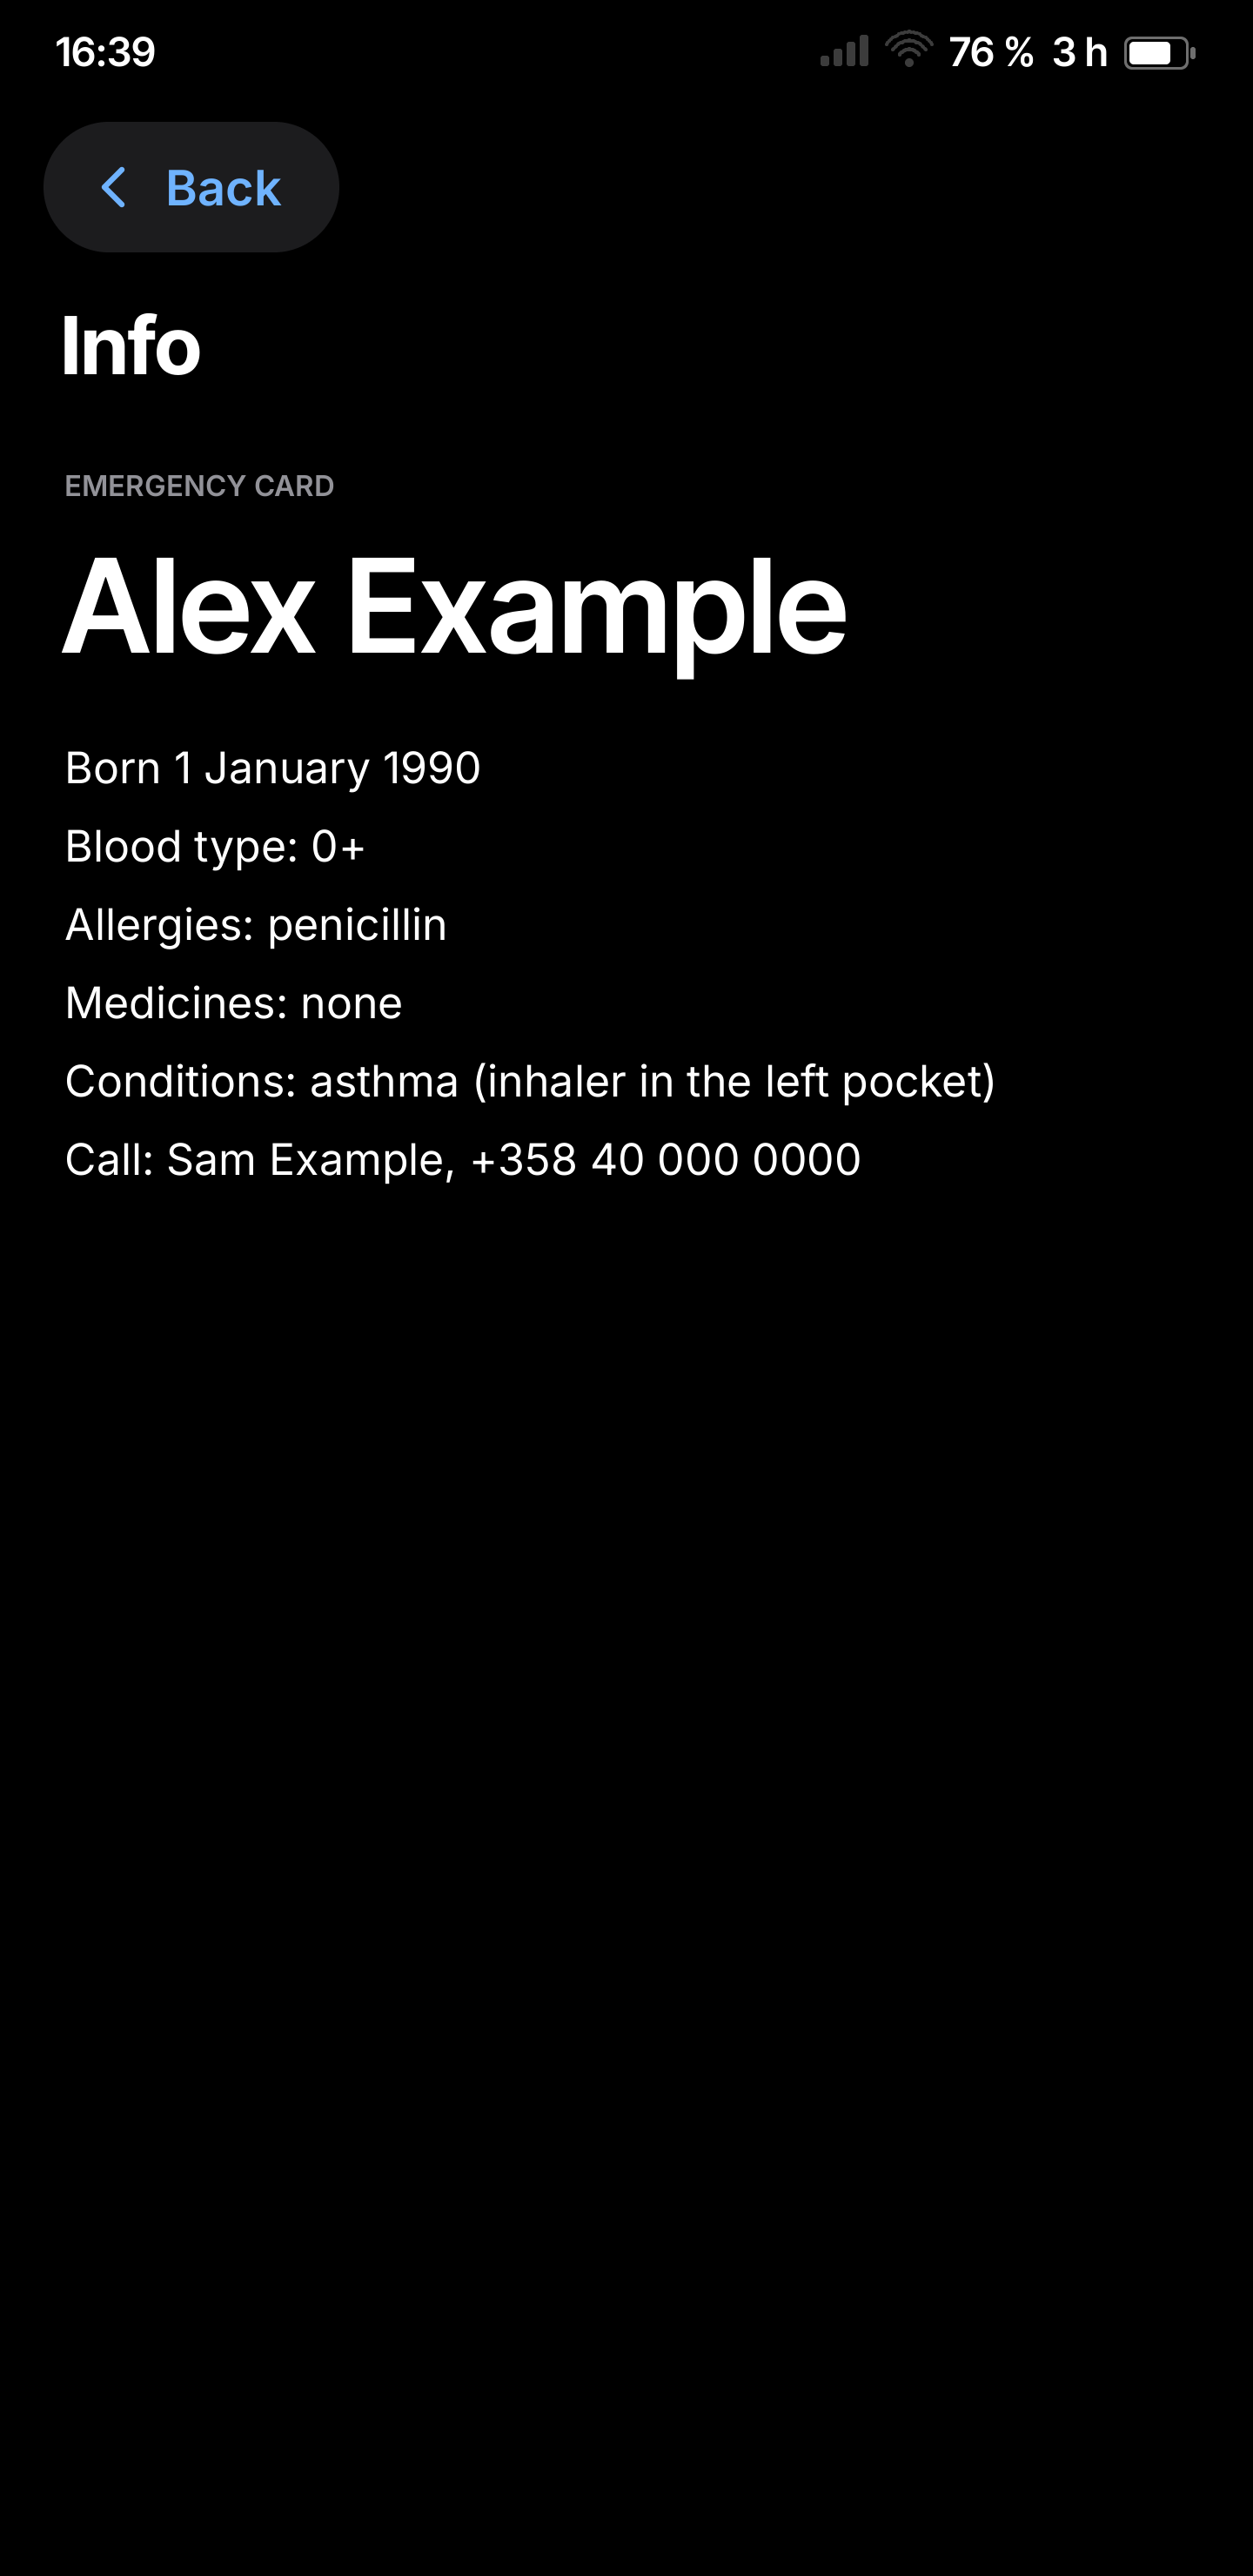 16:39 76 % 3 h
Back
Info
EMERGENCY CARD
Alex Example
Born 1 January 1990
Blood type: 0+
Allergies: penicillin
Medicines: none
Conditions: asthma (inhaler in the left pocket)
Call: Sam Example, +358 40 000 0000